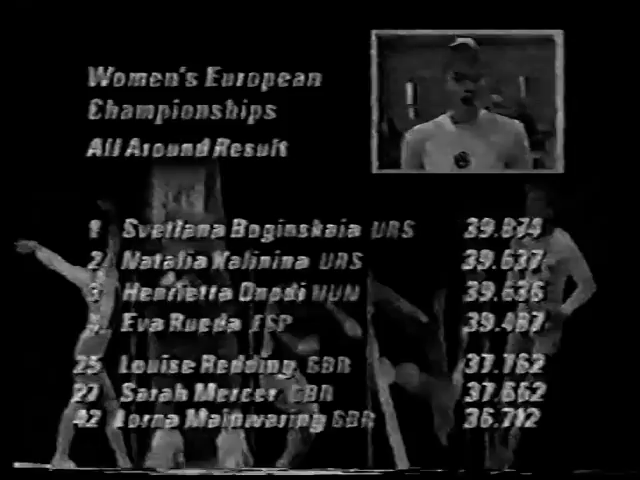 Women's European
Championships
All Around Result
1 Svetlana Boginskaia URS 39.874
2 Natalia Kalinina URS 39.637
3 Henrietta Onodi HUN 39.636
4 Eva Rueda ESP 39.487
25 Louise Redding GBR 37.762
27 Sarah Mercer GBR 37.662
42 Lorna Mainwaring GBR 36.712